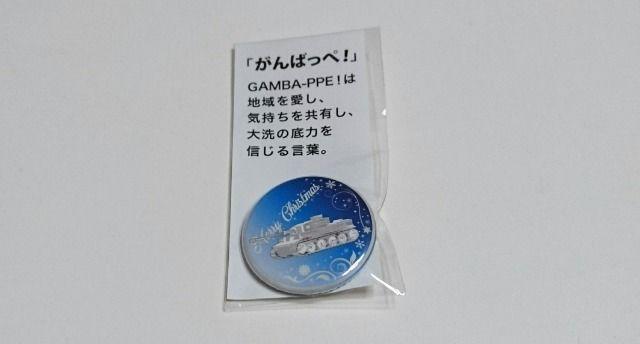 「がんばっぺ！」
GAMBA-PPE！は
地域を愛し、
気持ちを共有し、
大洗の底力を
信じる言葉。
Merry Christmas